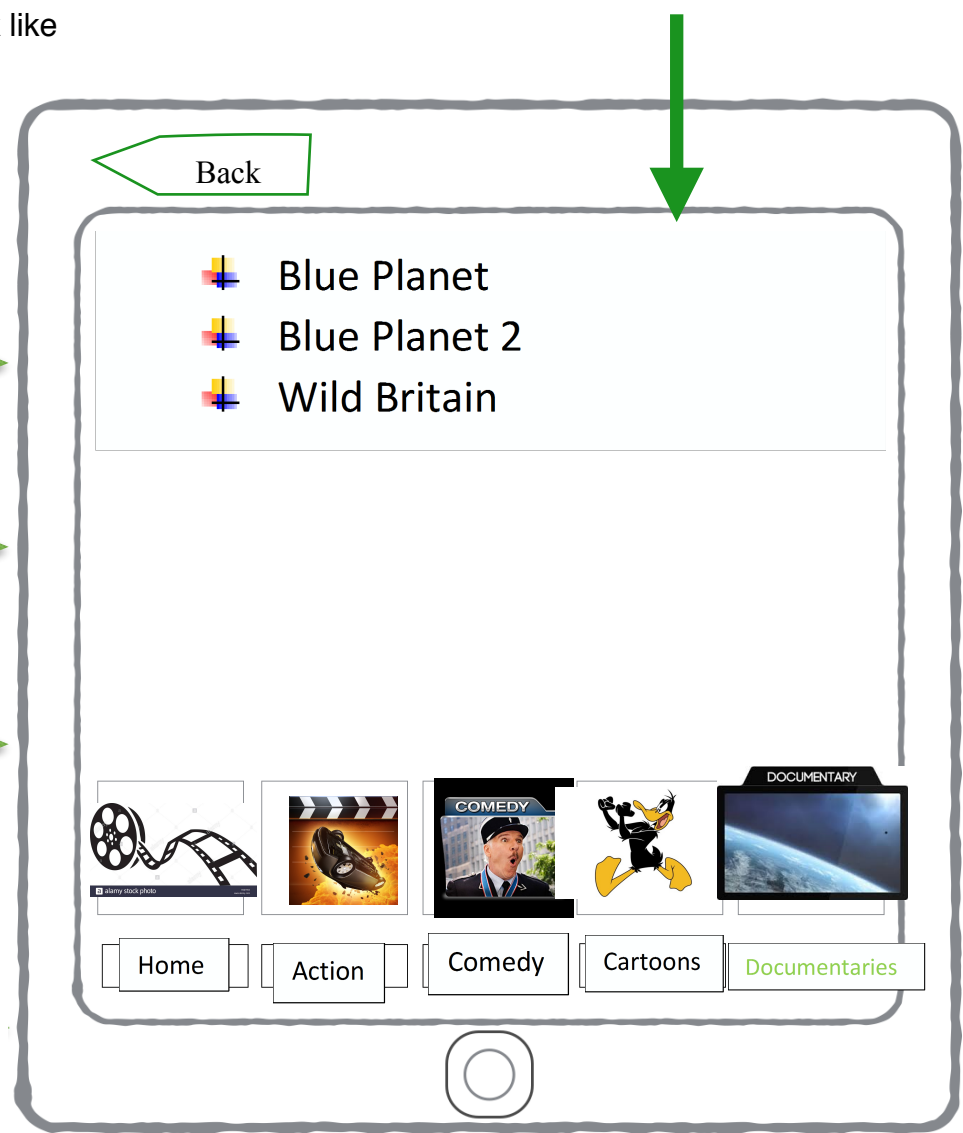 like
Back
Blue Planet
Blue Planet 2
Wild Britain
DOCUMENTARY
COMEDY
a alamy stock photo
Home
Action
Comedy
Cartoons
Documentaries